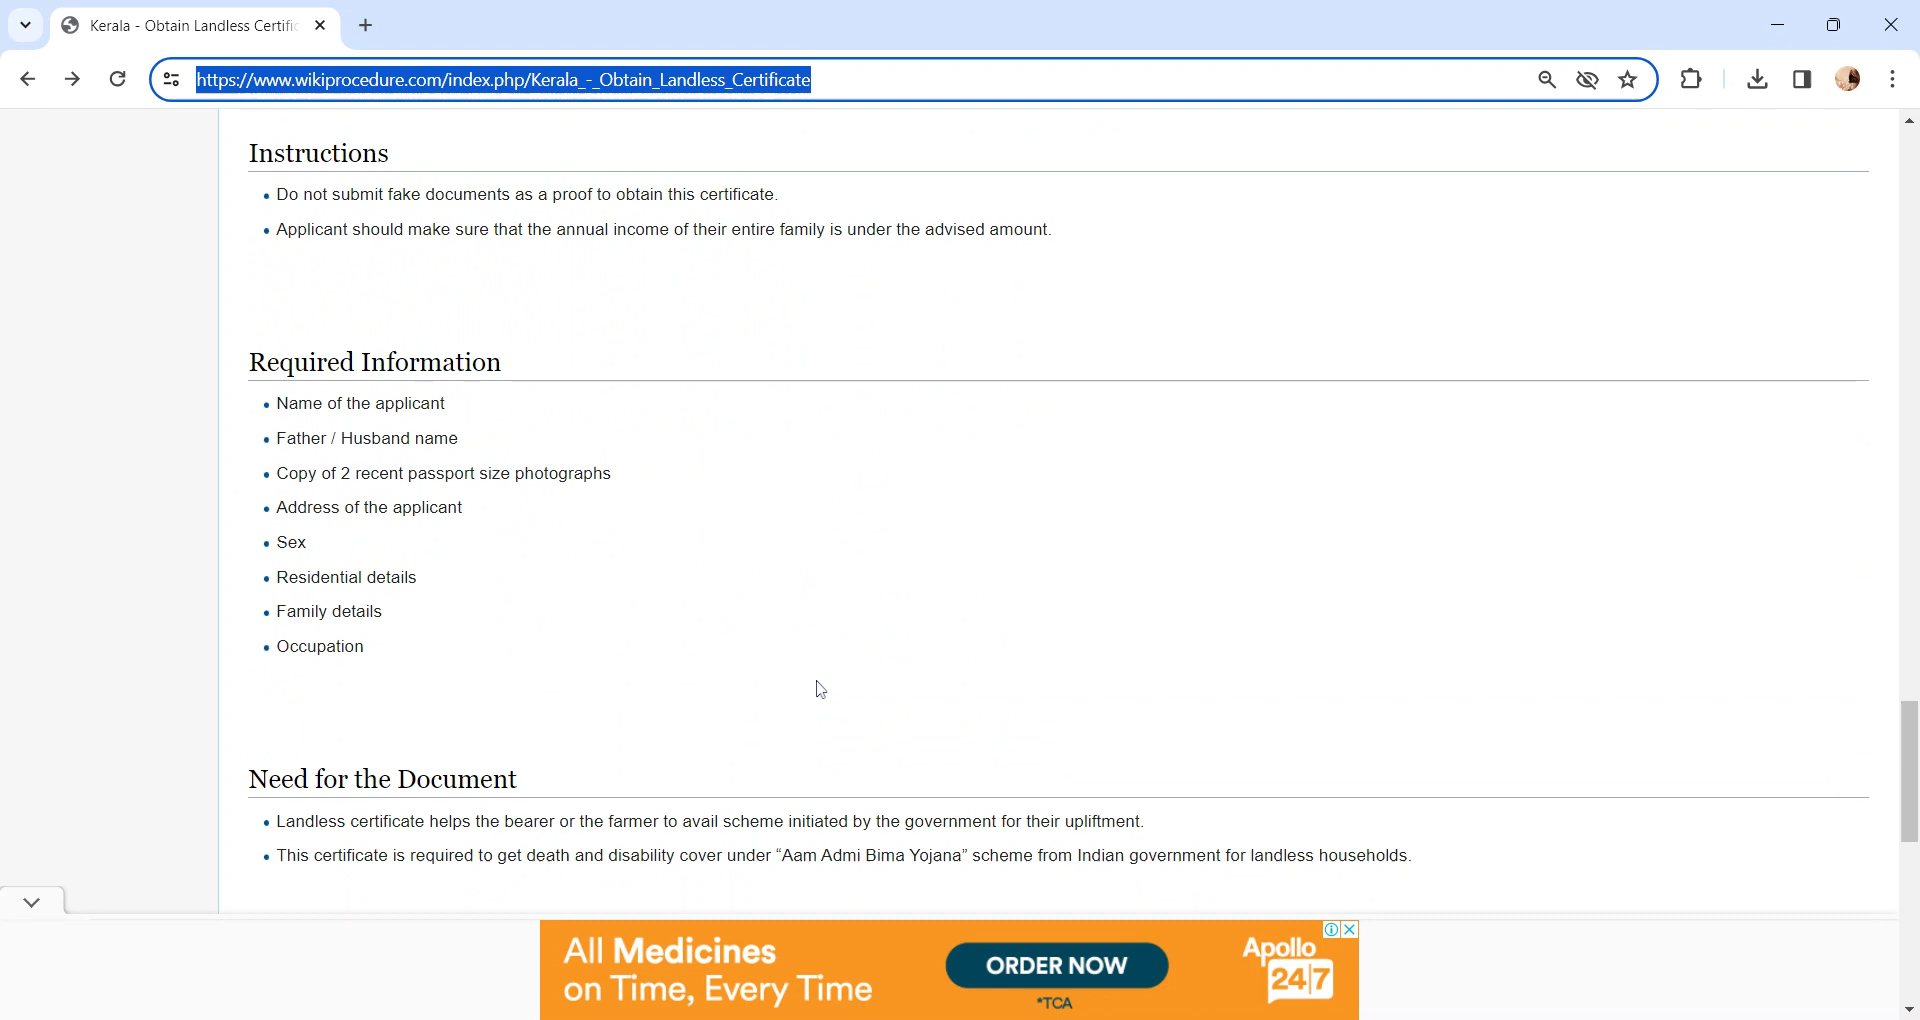 Kerala - Obtain Landless Certific
https://www.wikiprocedure.com/index.php/Kerala_-_Obtain_Landless_Certificate
Instructions
Do not submit fake documents as a proof to obtain this certificate.
Applicant should make sure that the annual income of their entire family is under the advised amount.
Required Information
Name of the applicant
Father / Husband name
Copy of 2 recent passport size photographs
Address of the applicant
Sex
Residential details
Family details
Occupation
Need for the Document
Landless certificate helps the bearer or the farmer to avail scheme initiated by the government for their upliftment.
This certificate is required to get death and disability cover under “Aam Admi Bima Yojana” scheme from Indian government for landless households.
All Medicines
on Time, Every Time
ORDER NOW
*TCA
Apollo
24|7